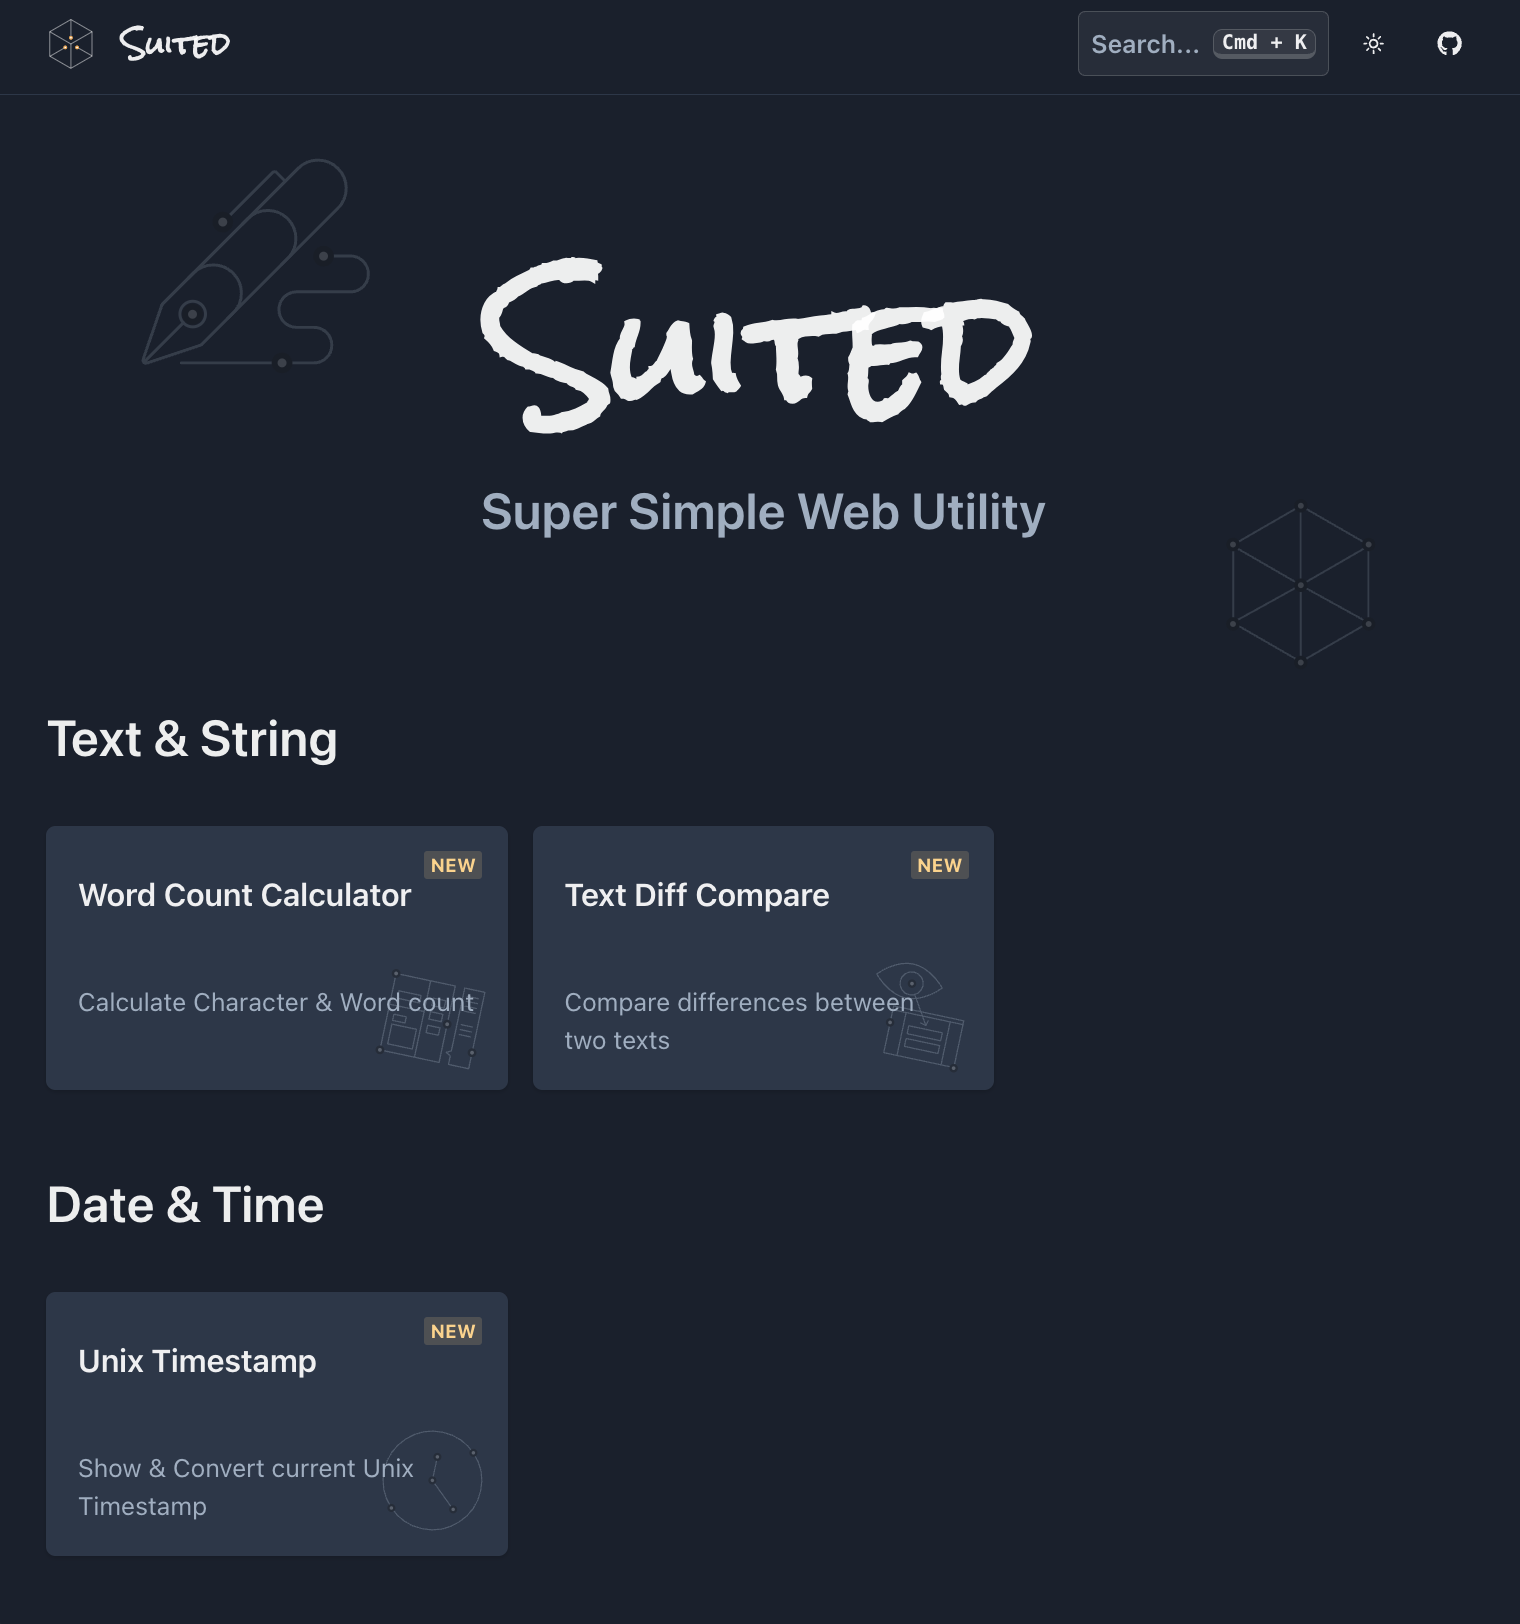 Suited
Search... Cmd + K
Suited
Super Simple Web Utility
Text & String
NEW
Word Count Calculator
Calculate Character & Word count
NEW
Text Diff Compare
Compare differences between
two texts
Date & Time
NEW
Unix Timestamp
Show & Convert current Unix
Timestamp